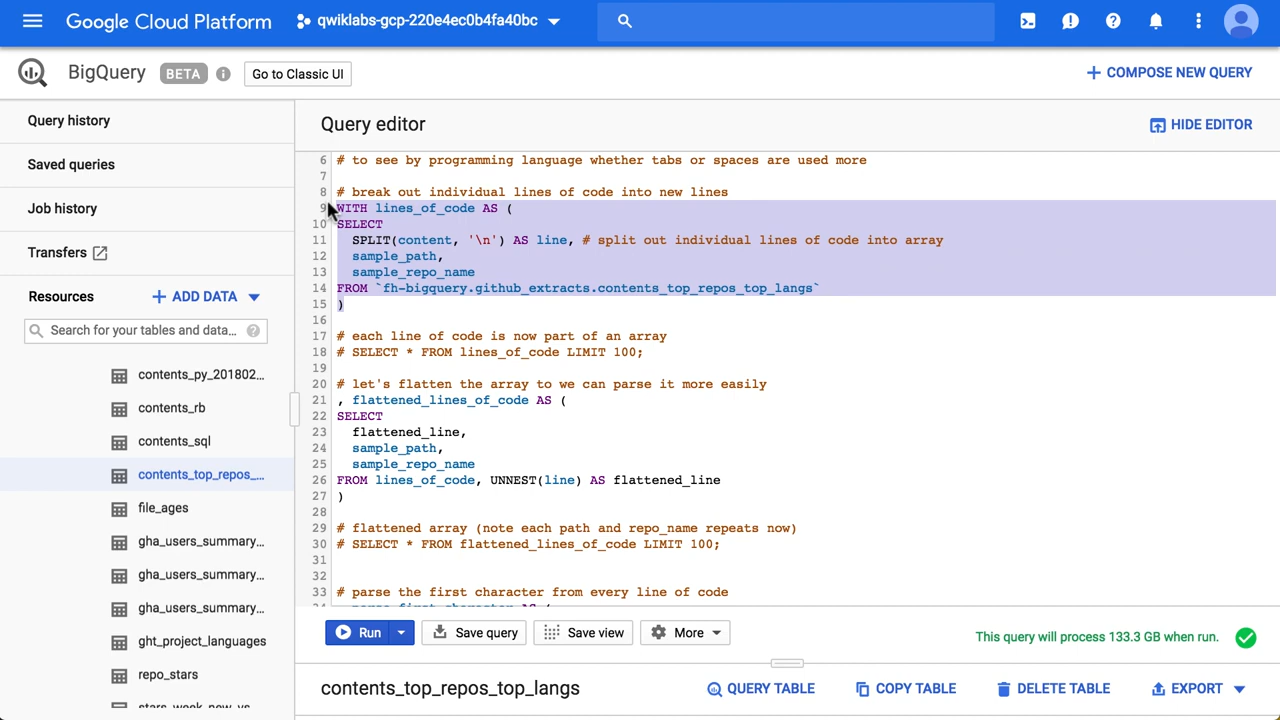 Google Cloud Platform
qwiklabs-gcp-220e4ec0b4fa40bc
BigQuery
BETA
Go to Classic UI
COMPOSE NEW QUERY
Query history
Saved queries
Job history
Transfers
Resources
ADD DATA
Search for your tables and data...
contents_py_201802...
contents_rb
contents_sql
contents_top_repos_...
file_ages
gha_users_summary...
gha_users_summary...
gha_users_summary...
ght_project_languages
repo_stars
Query editor
HIDE EDITOR
6 # to see by programming language whether tabs or spaces are used more
7
8 # break out individual lines of code into new lines
9 WITH lines_of_code AS (
10 SELECT
11 SPLIT(content, '\n') AS line, # split out individual lines of code into array
12 sample_path,
13 sample_repo_name
14 FROM `fh-bigquery.github_extracts.contents_top_repos_top_langs`
15 )
16
17 # each line of code is now part of an array
18 # SELECT * FROM lines_of_code LIMIT 100;
19
20 # let's flatten the array to we can parse it more easily
21 , flattened_lines_of_code AS (
22 SELECT
23 flattened_line,
24 sample_path,
25 sample_repo_name
26 FROM lines_of_code, UNNEST(line) AS flattened_line
27 )
28
29 # flattened array (note each path and repo_name repeats now)
30 # SELECT * FROM flattened_lines_of_code LIMIT 100;
31
32
33 # parse the first character from every line of code
Run
Save query
Save view
More
This query will process 133.3 GB when run.
contents_top_repos_top_langs
QUERY TABLE
COPY TABLE
DELETE TABLE
EXPORT